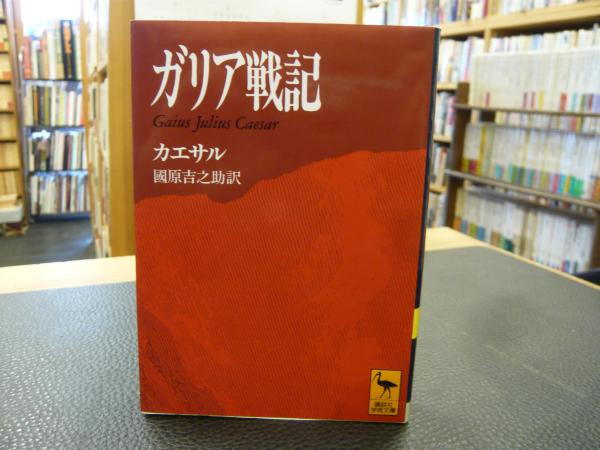 ガリア戦記
Gaius Julius Caesar
カエサル
國原吉之助訳
講談社
学術文庫